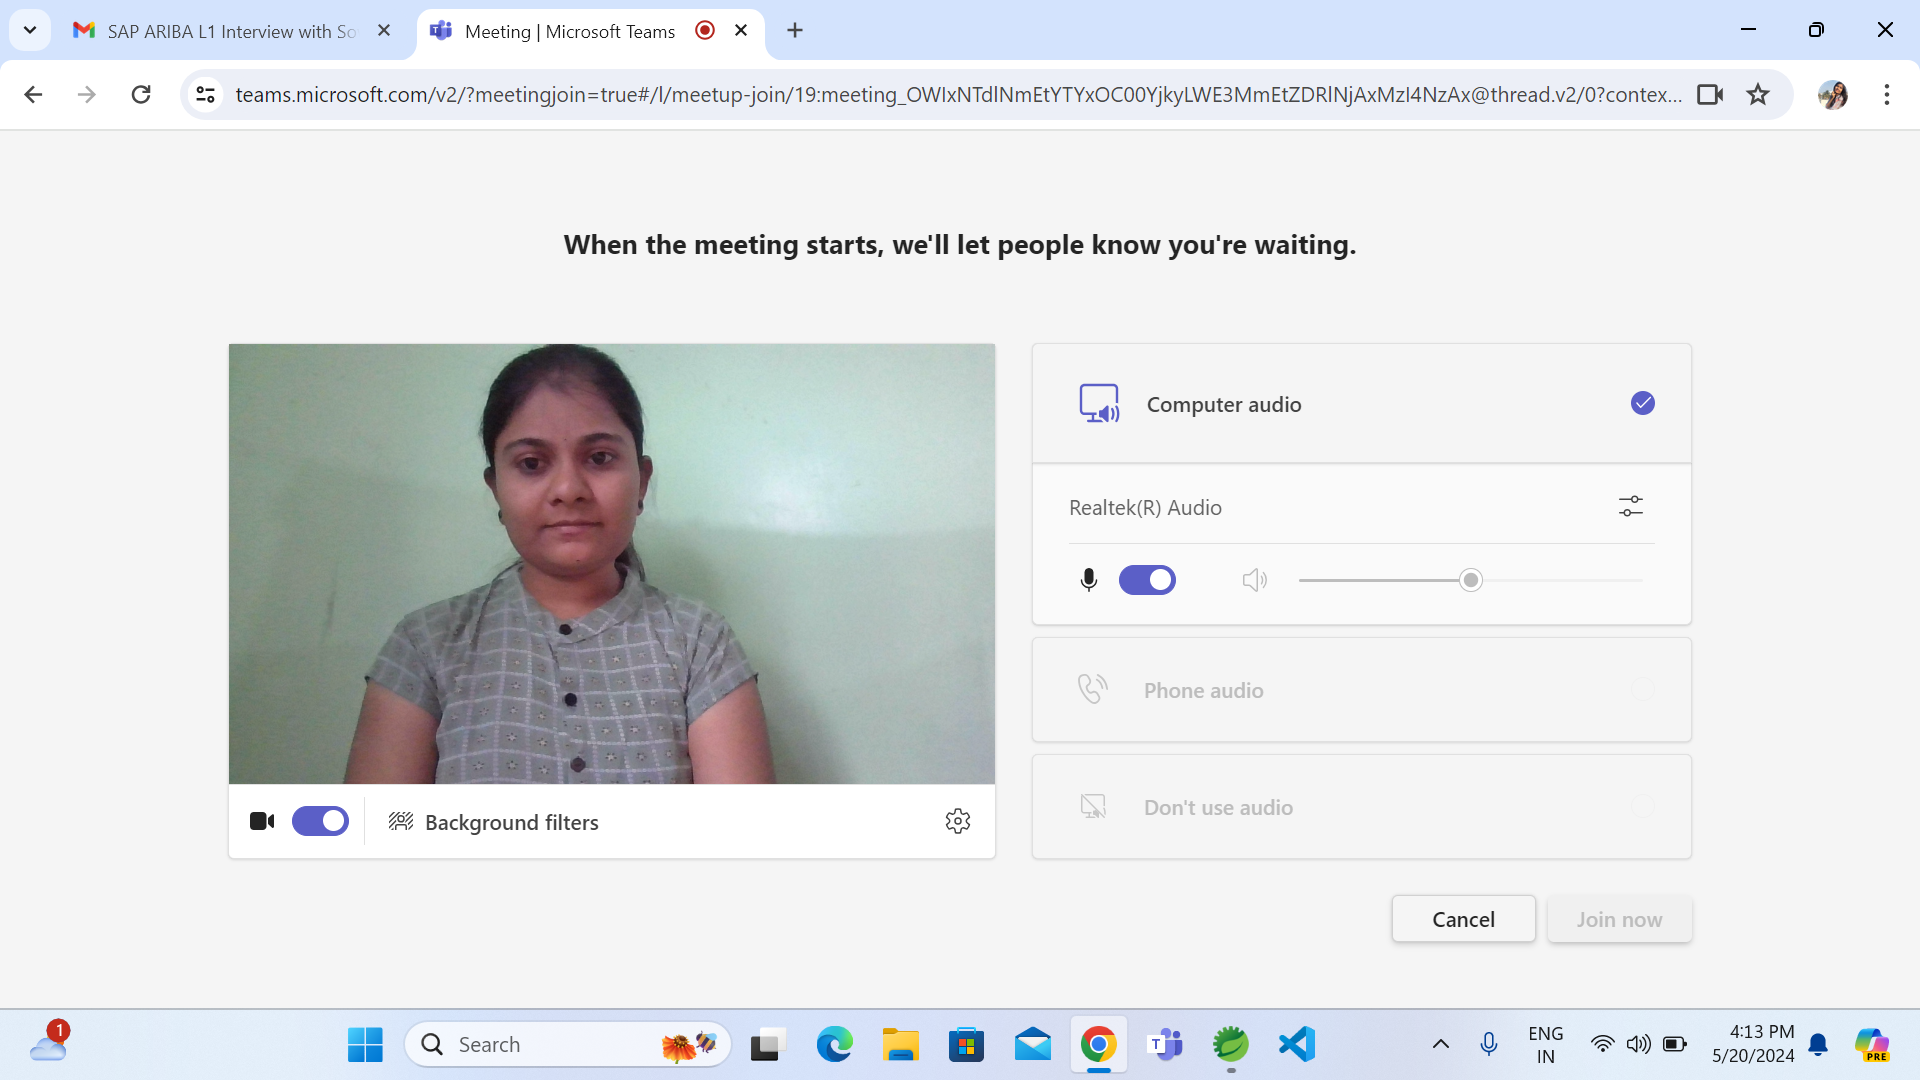 SAP ARIBA L1 Interview with So
Meeting | Microsoft Teams
teams.microsoft.com/v2/?meetingjoin=true#/l/meetup-join/19:meeting_OWIxNTdlNmEtYTYxOC00YjkyLWE3MmEtZDRlNjAxMzI4NzAx@thread.v2/0?contex...
When the meeting starts, we'll let people know you're waiting.
Computer audio
Realtek(R) Audio
Phone audio
Don't use audio
Background filters
Cancel
Join now
1
Search
ENG
IN
4:13 PM
5/20/2024
PRE